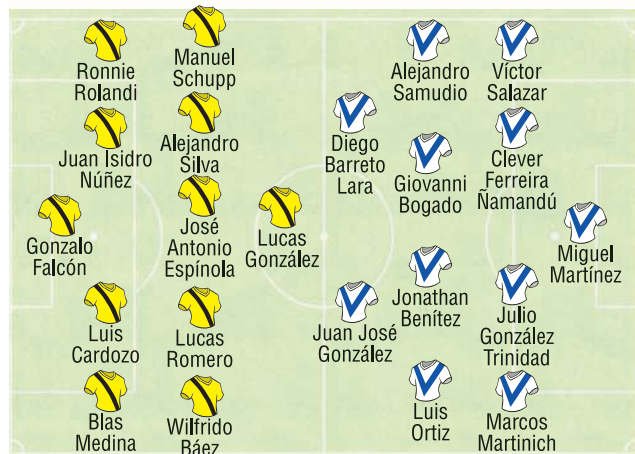 Ronnie
Rolandi
Manuel
Schupp
Juan Isidro
Núñez
Alejandro
Silva
Gonzalo
Falcón
José
Antonio
Espínola
Lucas
González
Luis
Cardozo
Lucas
Romero
Blas
Medina
Wilfrido
Báez
Alejandro
Samudio
Víctor
Salazar
Diego
Barreto
Lara
Giovanni
Bogado
Clever
Ferreira
Ñamandú
Miguel
Martínez
Juan José
González
Jonathan
Benítez
Julio
González
Trinidad
Luis
Ortiz
Marcos
Martinich